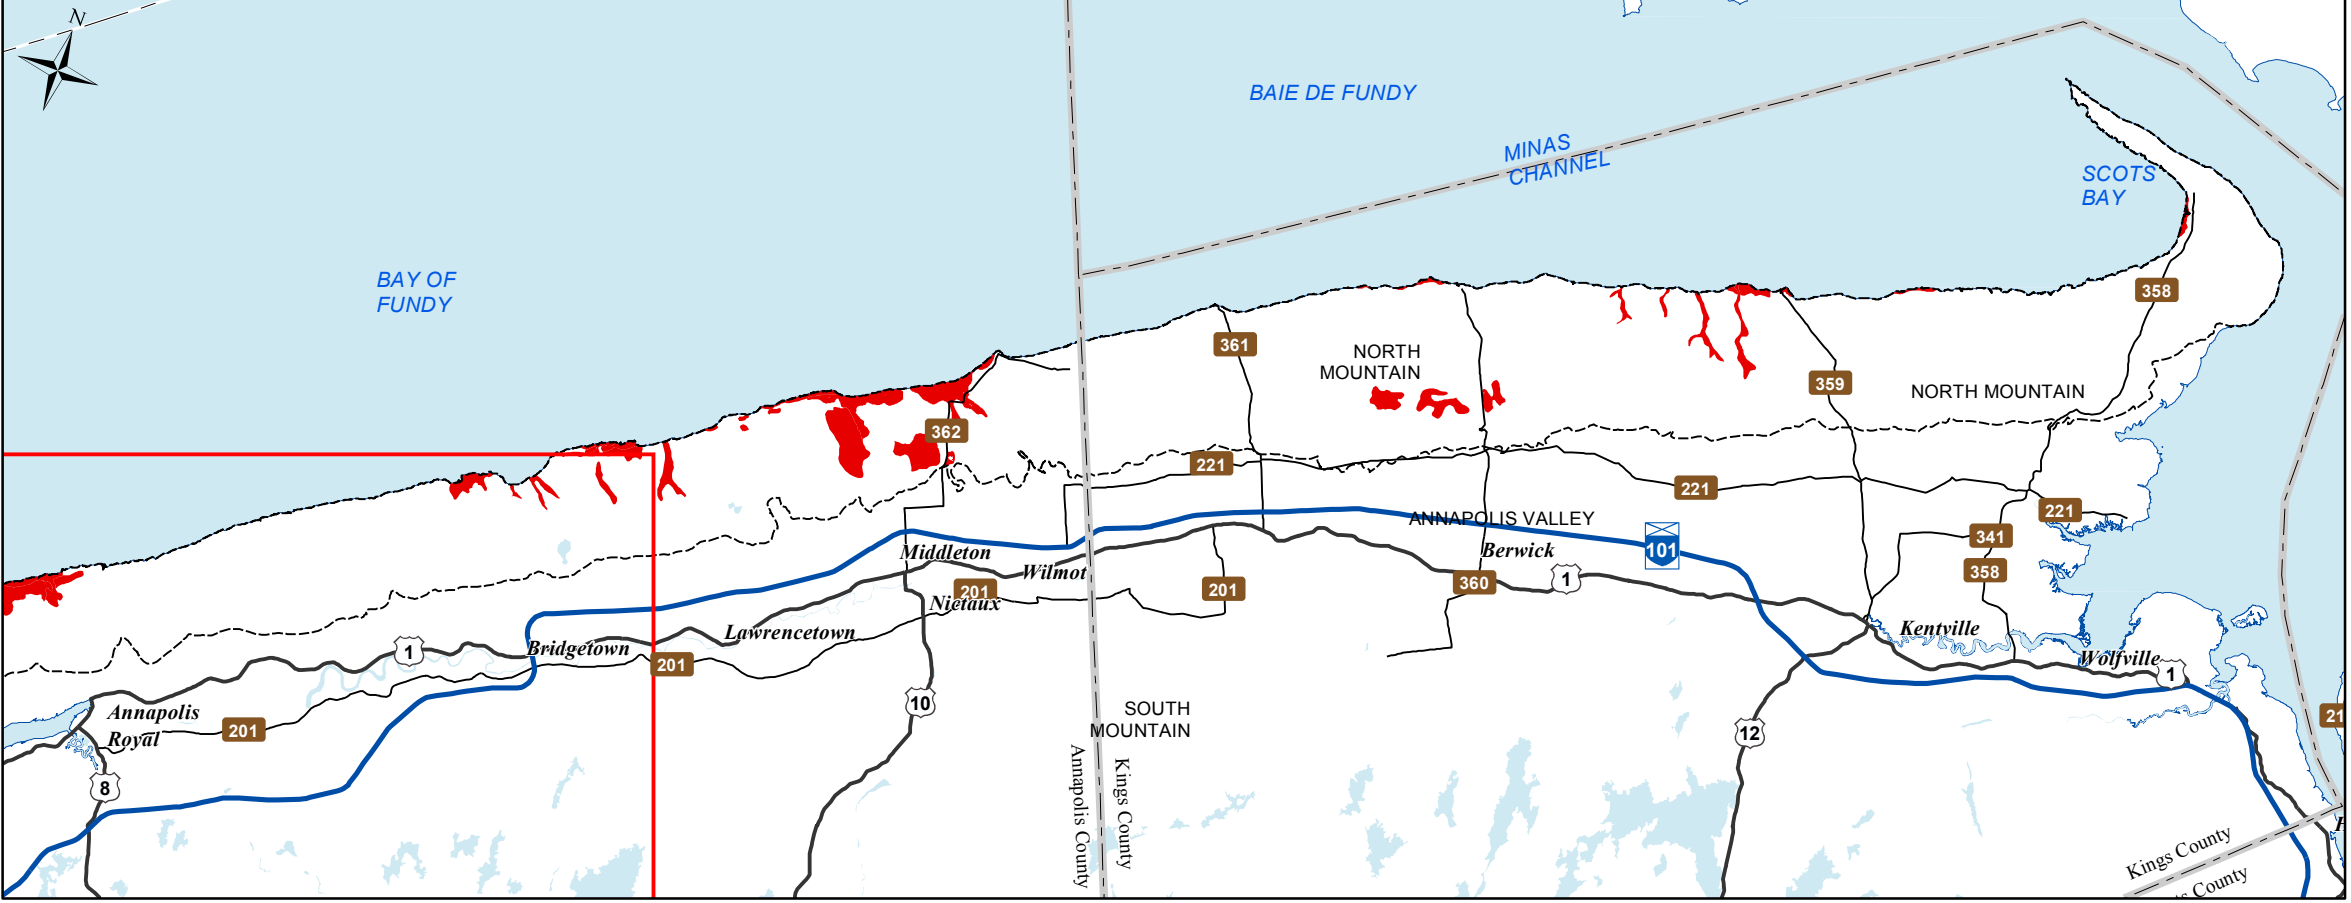 N
BAIE DE FUNDY
MINAS
CHANNEL
SCOTS
BAY
BAY OF
FUNDY
358
361
NORTH
MOUNTAIN
359
NORTH MOUNTAIN
362
221
221
221
ANNAPOLIS VALLEY
341
101
Middleton
Berwick
Wilmot
358
360
1
201
201
Nictaux
Kentville
Lawrencetown
Bridgetown
1
201
Wolfville
1
10
Annapolis
Royal
201
SOUTH
MOUNTAIN
12
21
8
Annapolis County
Kings County
Kings County
County